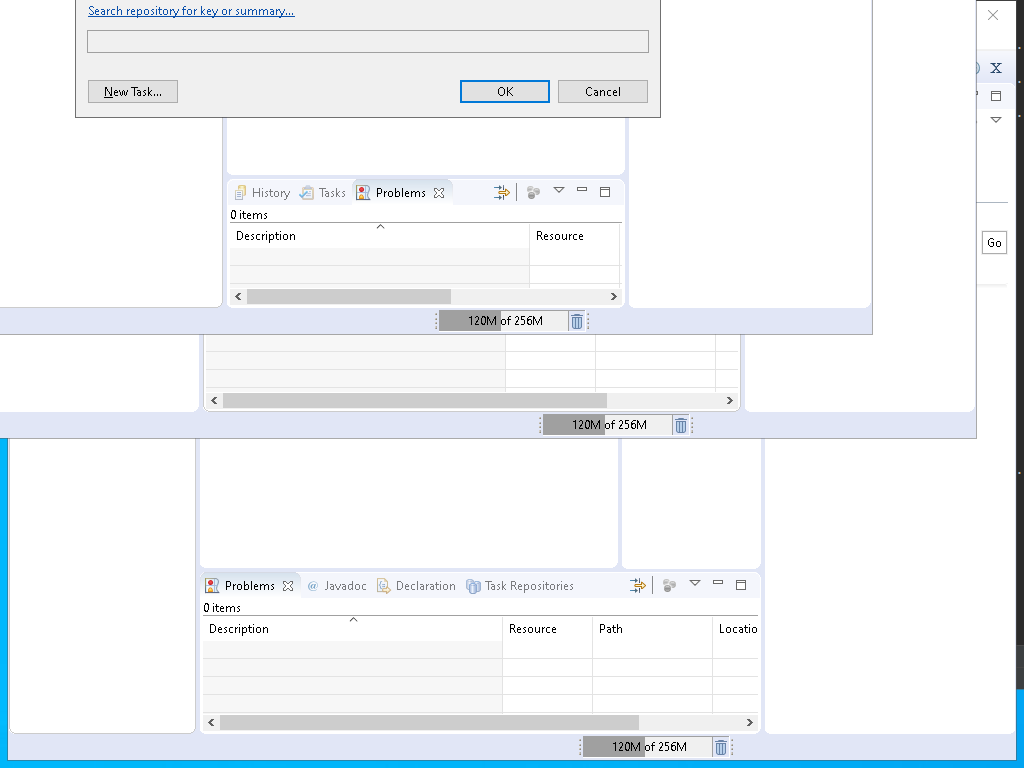 Search repository for key or summary...
New Task...
OK
Cancel
X
History
Tasks
Problems
0 items
Description
Resource
Go
120M of 256M
120M of 256M
Problems
Javadoc
Declaration
Task Repositories
0 items
Description
Resource
Path
Locatio
120M of 256M